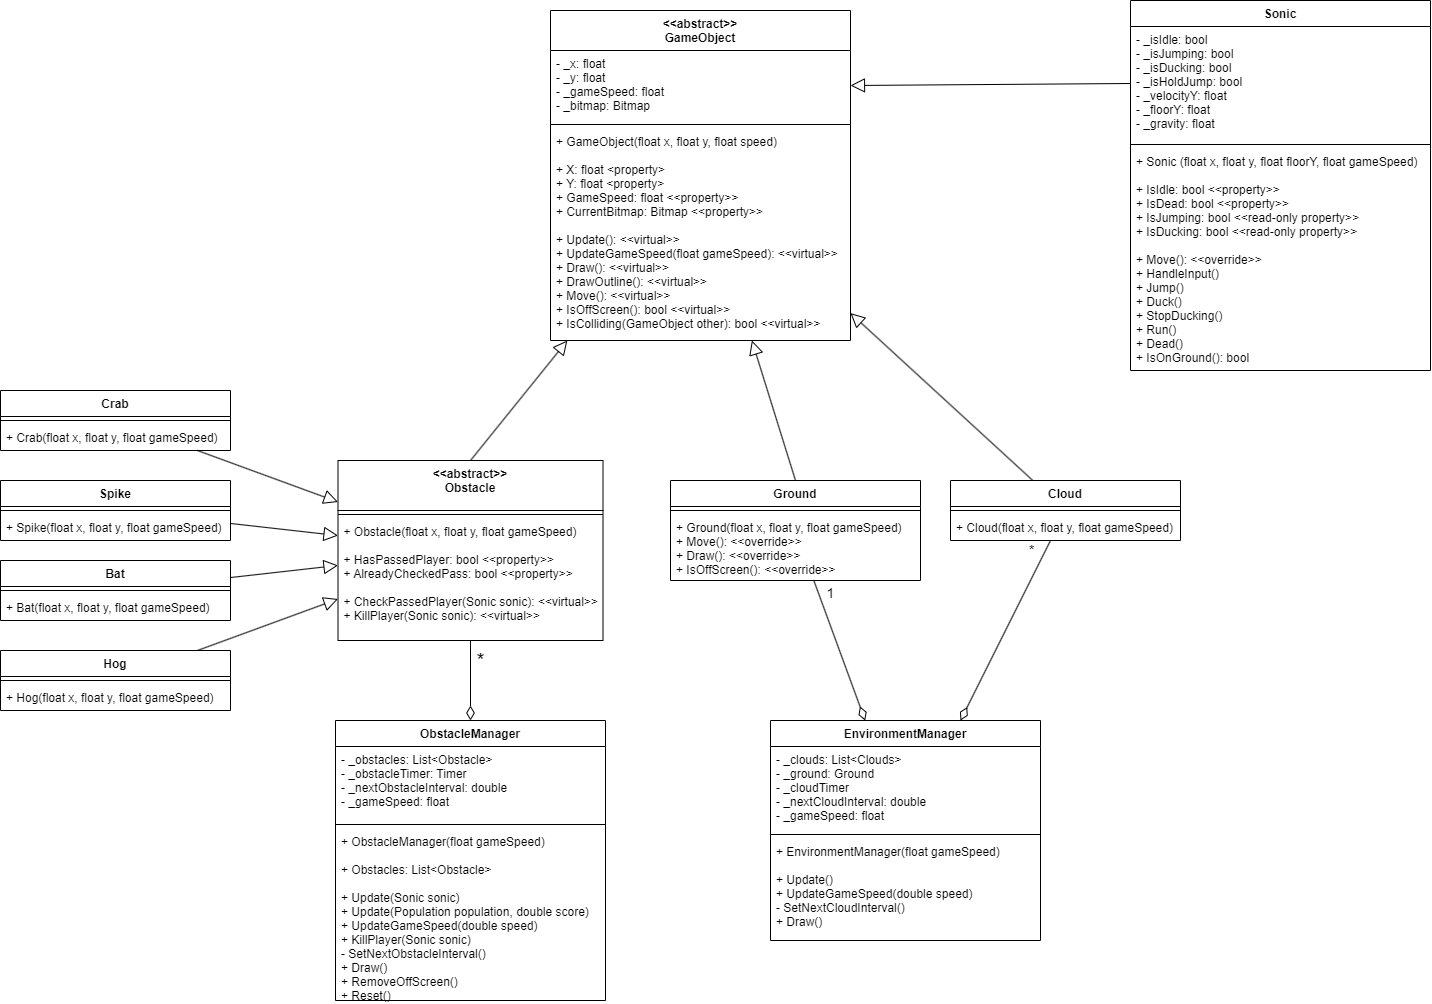 <<abstract>>
GameObject
- _x: float
- _y: float
- _gameSpeed: float
- _bitmap: Bitmap
+ GameObject(float x, float y, float speed)
+ X: float <property>
+ Y: float <property>
+ GameSpeed: float <<property>>
+ CurrentBitmap: Bitmap <<property>>
+ Update(): <<virtual>>
+ UpdateGameSpeed(float gameSpeed): <<virtual>>
+ Draw(): <<virtual>>
+ DrawOutline(): <<virtual>>
+ Move(): <<virtual>>
+ IsOffScreen(): bool <<virtual>>
+ IsColliding(GameObject other): bool <<virtual>>
Sonic
- _isIdle: bool
- _isJumping: bool
- _isDucking: bool
- _isHoldJump: bool
- _velocityY: float
- _floorY: float
- _gravity: float
+ Sonic (float x, float y, float floorY, float gameSpeed)
+ IsIdle: bool <<property>>
+ IsDead: bool <<property>>
+ IsJumping: bool <<read-only property>>
+ IsDucking: bool <<read-only property>>
+ Move(): <<override>>
+ HandleInput()
+ Jump()
+ Duck()
+ StopDucking()
+ Run()
+ Dead()
+ IsOnGround(): bool
Crab
+ Crab(float x, float y, float gameSpeed)
Spike
+ Spike(float x, float y, float gameSpeed)
Bat
+ Bat(float x, float y, float gameSpeed)
Hog
+ Hog(float x, float y, float gameSpeed)
<<abstract>>
Obstacle
+ Obstacle(float x, float y, float gameSpeed)
+ HasPassedPlayer: bool <<property>>
+ AlreadyCheckedPass: bool <<property>>
+ CheckPassedPlayer(Sonic sonic): <<virtual>>
+ KillPlayer(Sonic sonic): <<virtual>>
*
Ground
+ Ground(float x, float y, float gameSpeed)
+ Move(): <<override>>
+ Draw(): <<override>>
+ IsOffScreen(): <<override>>
1
Cloud
+ Cloud(float x, float y, float gameSpeed)
*
ObstacleManager
- _obstacles: List<Obstacle>
- _obstacleTimer: Timer
- _nextObstacleInterval: double
- _gameSpeed: float
+ ObstacleManager(float gameSpeed)
+ Obstacles: List<Obstacle>
+ Update(Sonic sonic)
+ Update(Population population, double score)
+ UpdateGameSpeed(double speed)
+ KillPlayer(Sonic sonic)
- SetNextObstacleInterval()
+ Draw()
+ RemoveOffScreen()
+ Reset()
EnvironmentManager
- _clouds: List<Clouds>
- _ground: Ground
- _cloudTimer
- _nextCloudInterval: double
- _gameSpeed: float
+ EnvironmentManager(float gameSpeed)
+ Update()
+ UpdateGameSpeed(double speed)
- SetNextCloudInterval()
+ Draw()